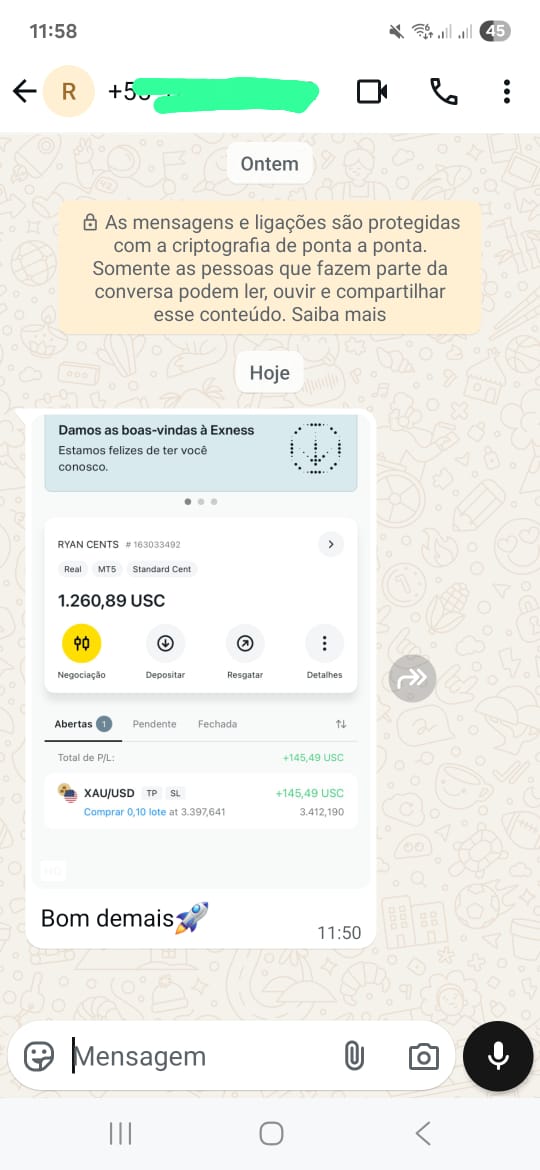 11:58
45
R
Ontem
As mensagens e ligações são protegidas
com a criptografia de ponta a ponta.
Somente as pessoas que fazem parte da
conversa podem ler, ouvir e compartilhar
esse conteúdo. Saiba mais
Hoje
Damos as boas-vindas à Exness
Estamos felizes de ter você
conosco.
RYAN CENTS # 163033492
Real MT5 Standard Cent
1.260,89 USC
Negociação Depositar Resgatar Detalhes
Abertas 1 Pendente Fechada
Total de P/L: +145,49 USC
XAU/USD TP SL +145,49 USC
Comprar 0,10 lote at 3.397,641 3.412,190
HD
Bom demais🚀
11:50
Mensagem